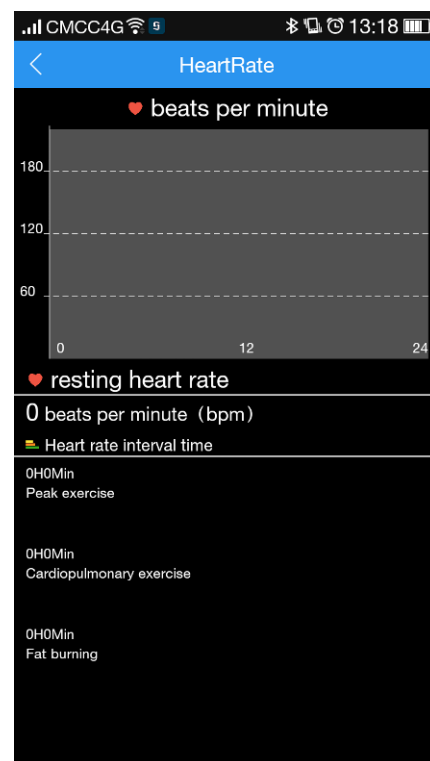 CMCC4G 5 13:18
HeartRate
beats per minute
180
120
60
0 12 24
resting heart rate
0 beats per minute（bpm）
Heart rate interval time
0H0Min
Peak exercise
0H0Min
Cardiopulmonary exercise
0H0Min
Fat burning